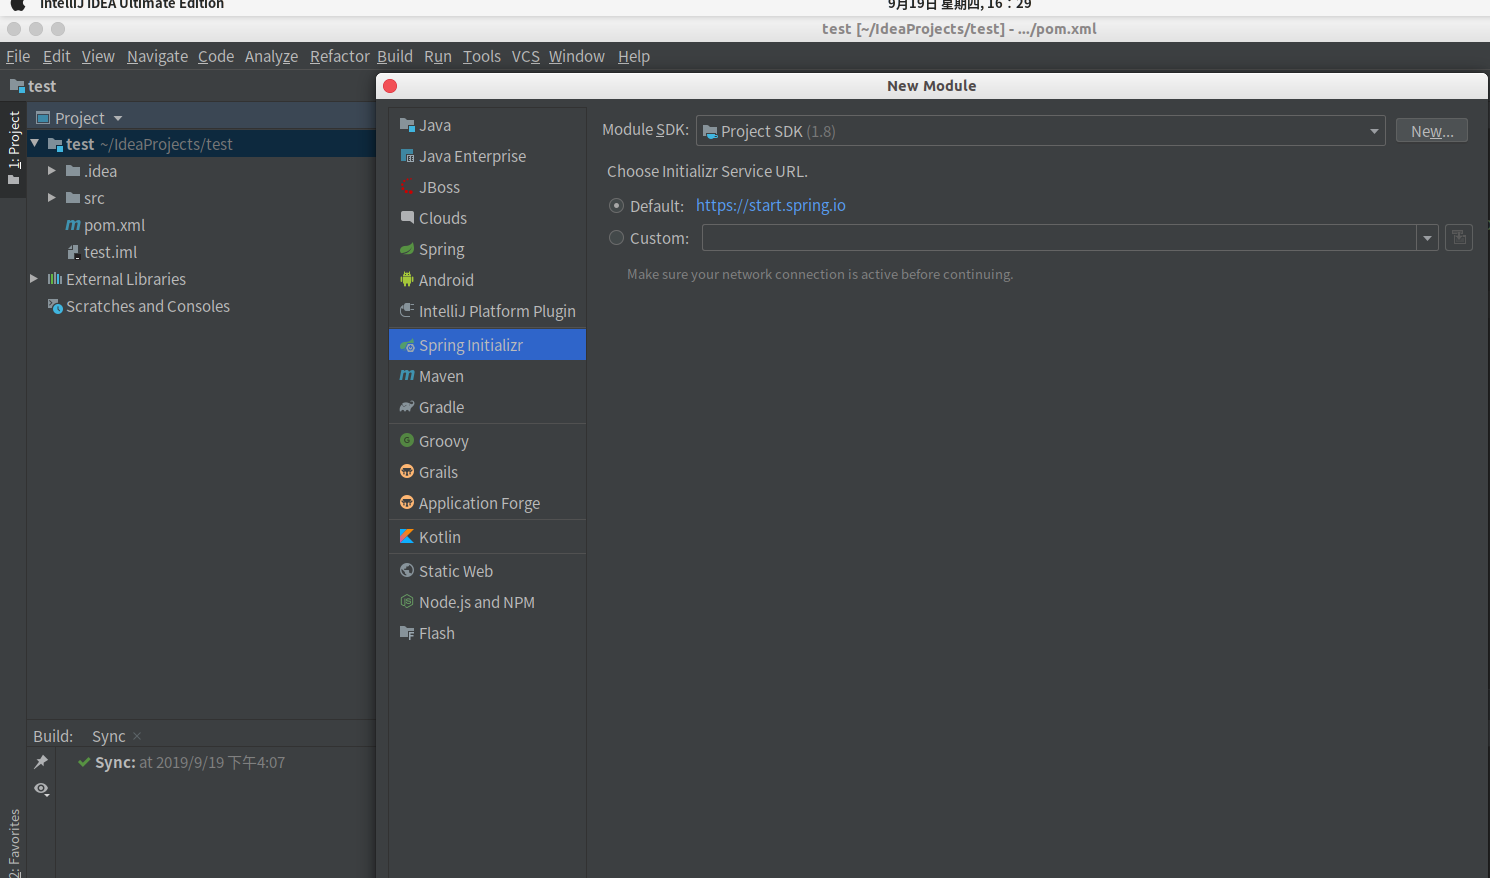 IntelliJ IDEA Ultimate Edition
9月19日 星期四, 16：29
test [~/IdeaProjects/test] - .../pom.xml
File Edit View Navigate Code Analyze Refactor Build Run Tools VCS Window Help
test
New Module
1: Project
Project
test ~/IdeaProjects/test
.idea
src
pom.xml
test.iml
External Libraries
Scratches and Consoles
Java
Java Enterprise
JBoss
Clouds
Spring
Android
IntelliJ Platform Plugin
Spring Initializr
Maven
Gradle
Groovy
Grails
Application Forge
Kotlin
Static Web
Node.js and NPM
Flash
Module SDK: Project SDK (1.8) New...
Choose Initializr Service URL.
Default: https://start.spring.io
Custom:
Make sure your network connection is active before continuing.
Build: Sync
Sync: at 2019/9/19 下午4:07
2: Favorites